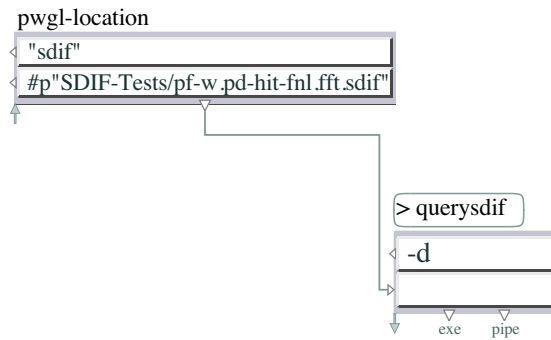 pwgl-location
"sdif"
#p"SDIF-Tests/pf-w.pd-hit-fnl.fft.sdif"
> querysdif
-d
exe pipe